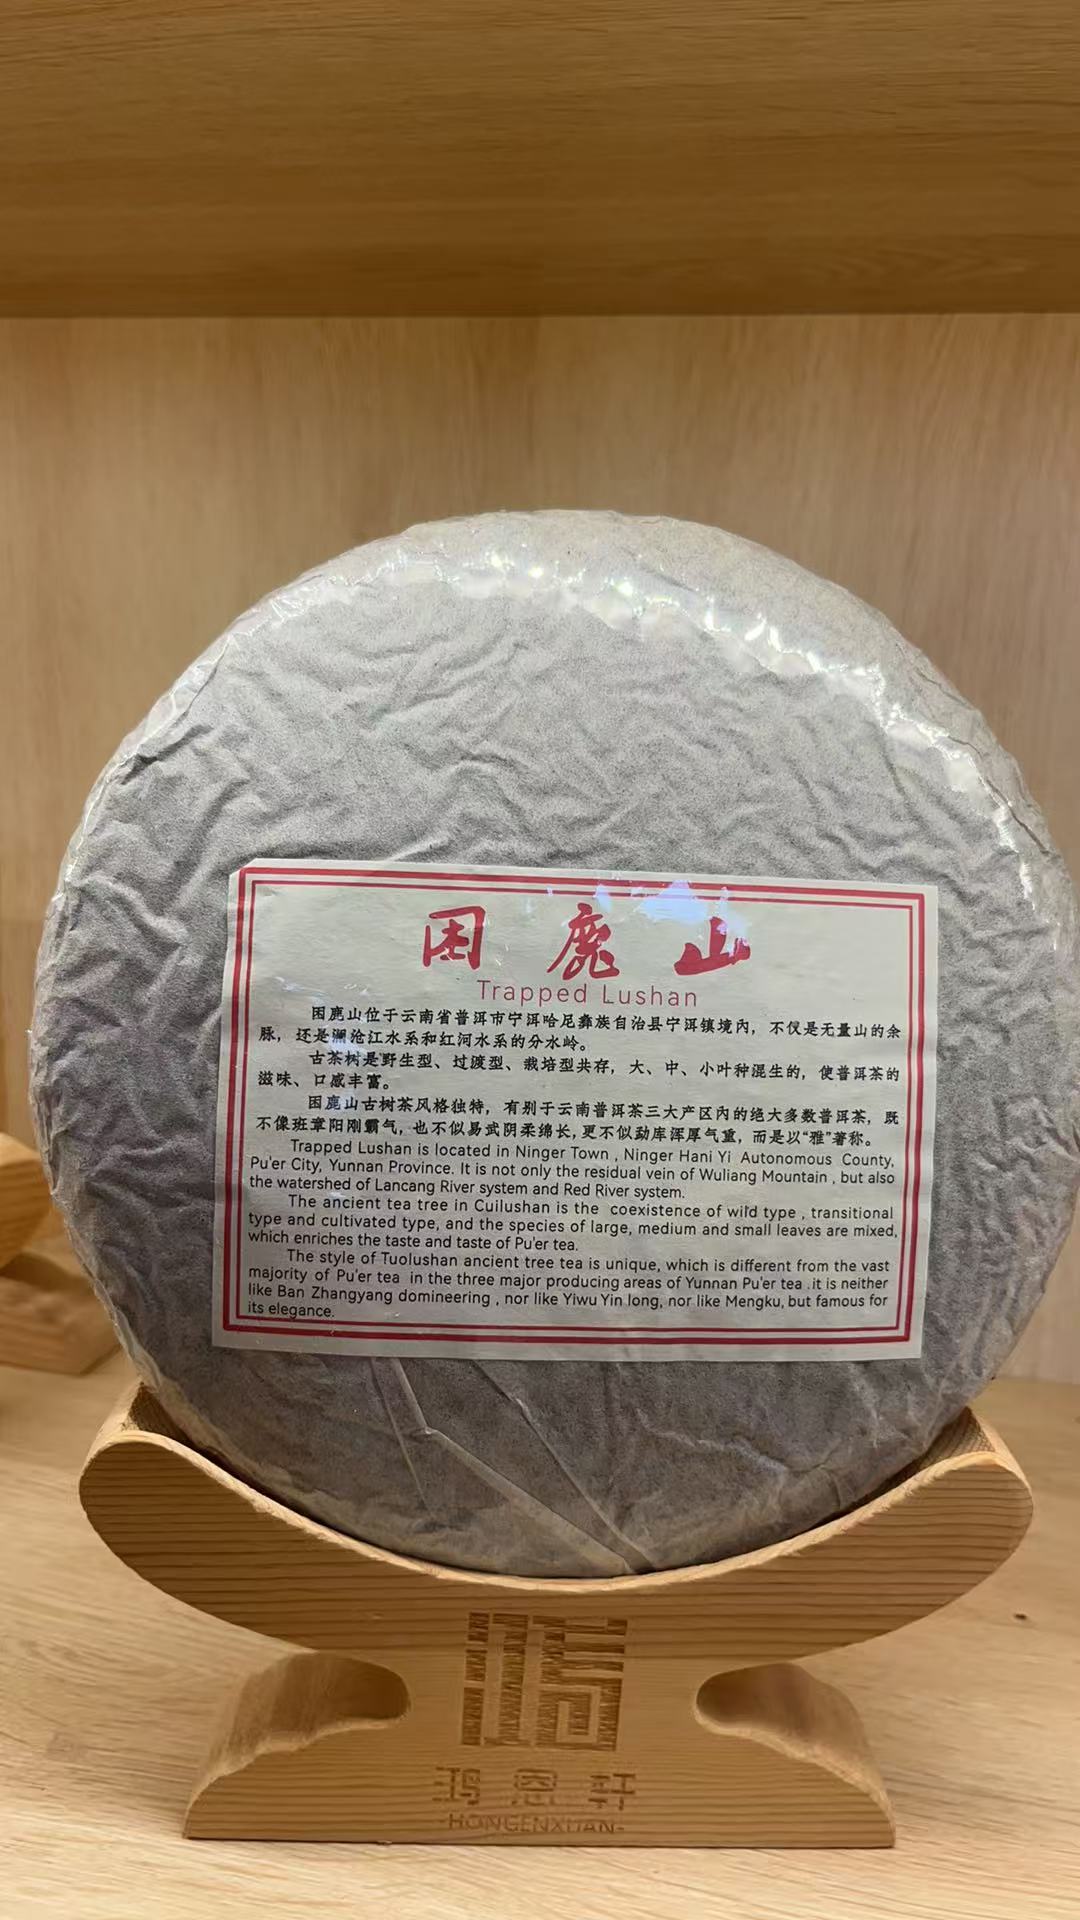 困鹿山
Trapped Lushan
困鹿山位于云南省普洱市宁洱哈尼彝族自治县宁洱镇境内，不仅是无量山的余
脉，还是澜沧江水系和红河水系的分水岭。
古茶树是野生型、过渡型、栽培型共存，大、中、小叶种混生的，使普洱茶的
滋味、口感丰富。
困鹿山古树茶风格独特，有别于云南普洱茶三大产区内的绝大多数普洱茶，既
不像班章阳刚霸气，也不似易武阴柔绵长，更不似勐库浑厚气重，而是以“雅”著称。
Trapped Lushan is located in Ninger Town , Ninger Hani Yi Autonomous County,
Pu'er City, Yunnan Province. It is not only the residual vein of Wuliang Mountain , but also
the watershed of Lancang River system and Red River system.
The ancient tea tree in Cuilushan is the coexistence of wild type , transitional
type and cultivated type, and the species of large, medium and small leaves are mixed,
which enriches the taste and taste of Pu'er tea.
The style of Tuolushan ancient tree tea is unique, which is different from the vast
majority of Pu'er tea in the three major producing areas of Yunnan Pu'er tea .it is neither
like Ban Zhangyang domineering , nor like Yiwu Yin long, nor like Mengku, but famous for
its elegance.
鸿恩轩
-HONGENXUAN-